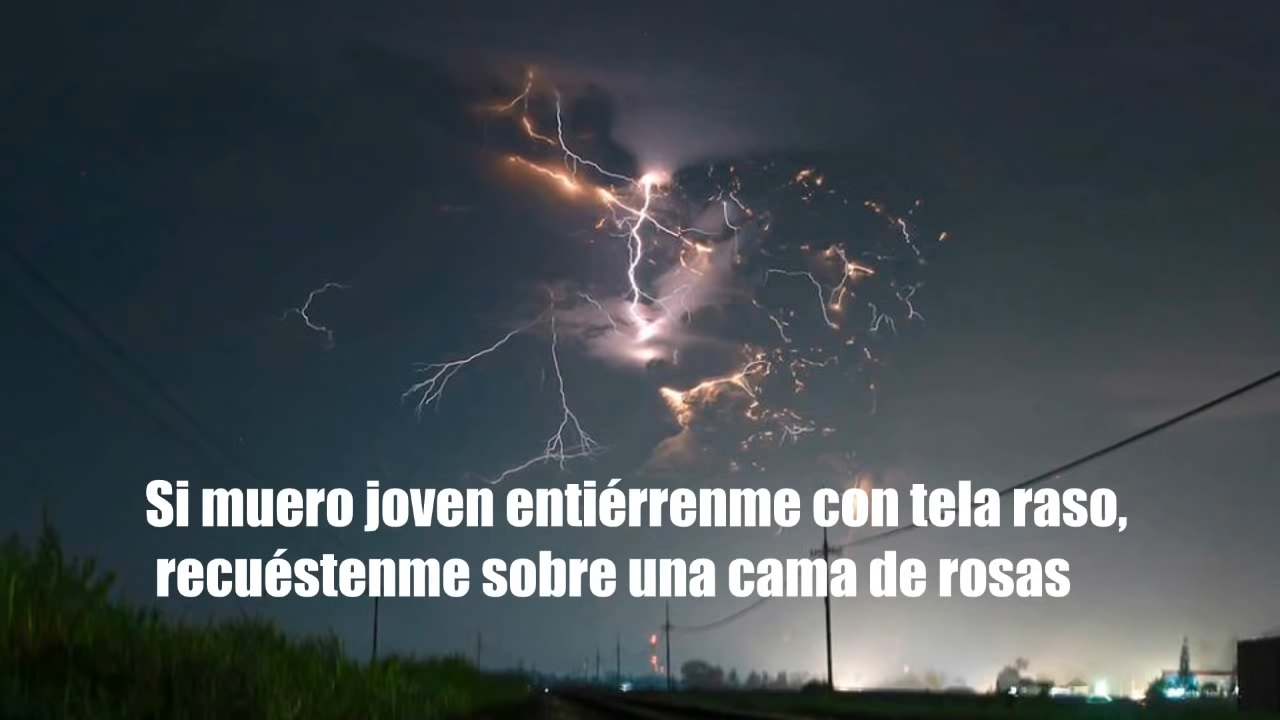 Si muero joven entiérrenme con tela raso,
recuéstenme sobre una cama de rosas